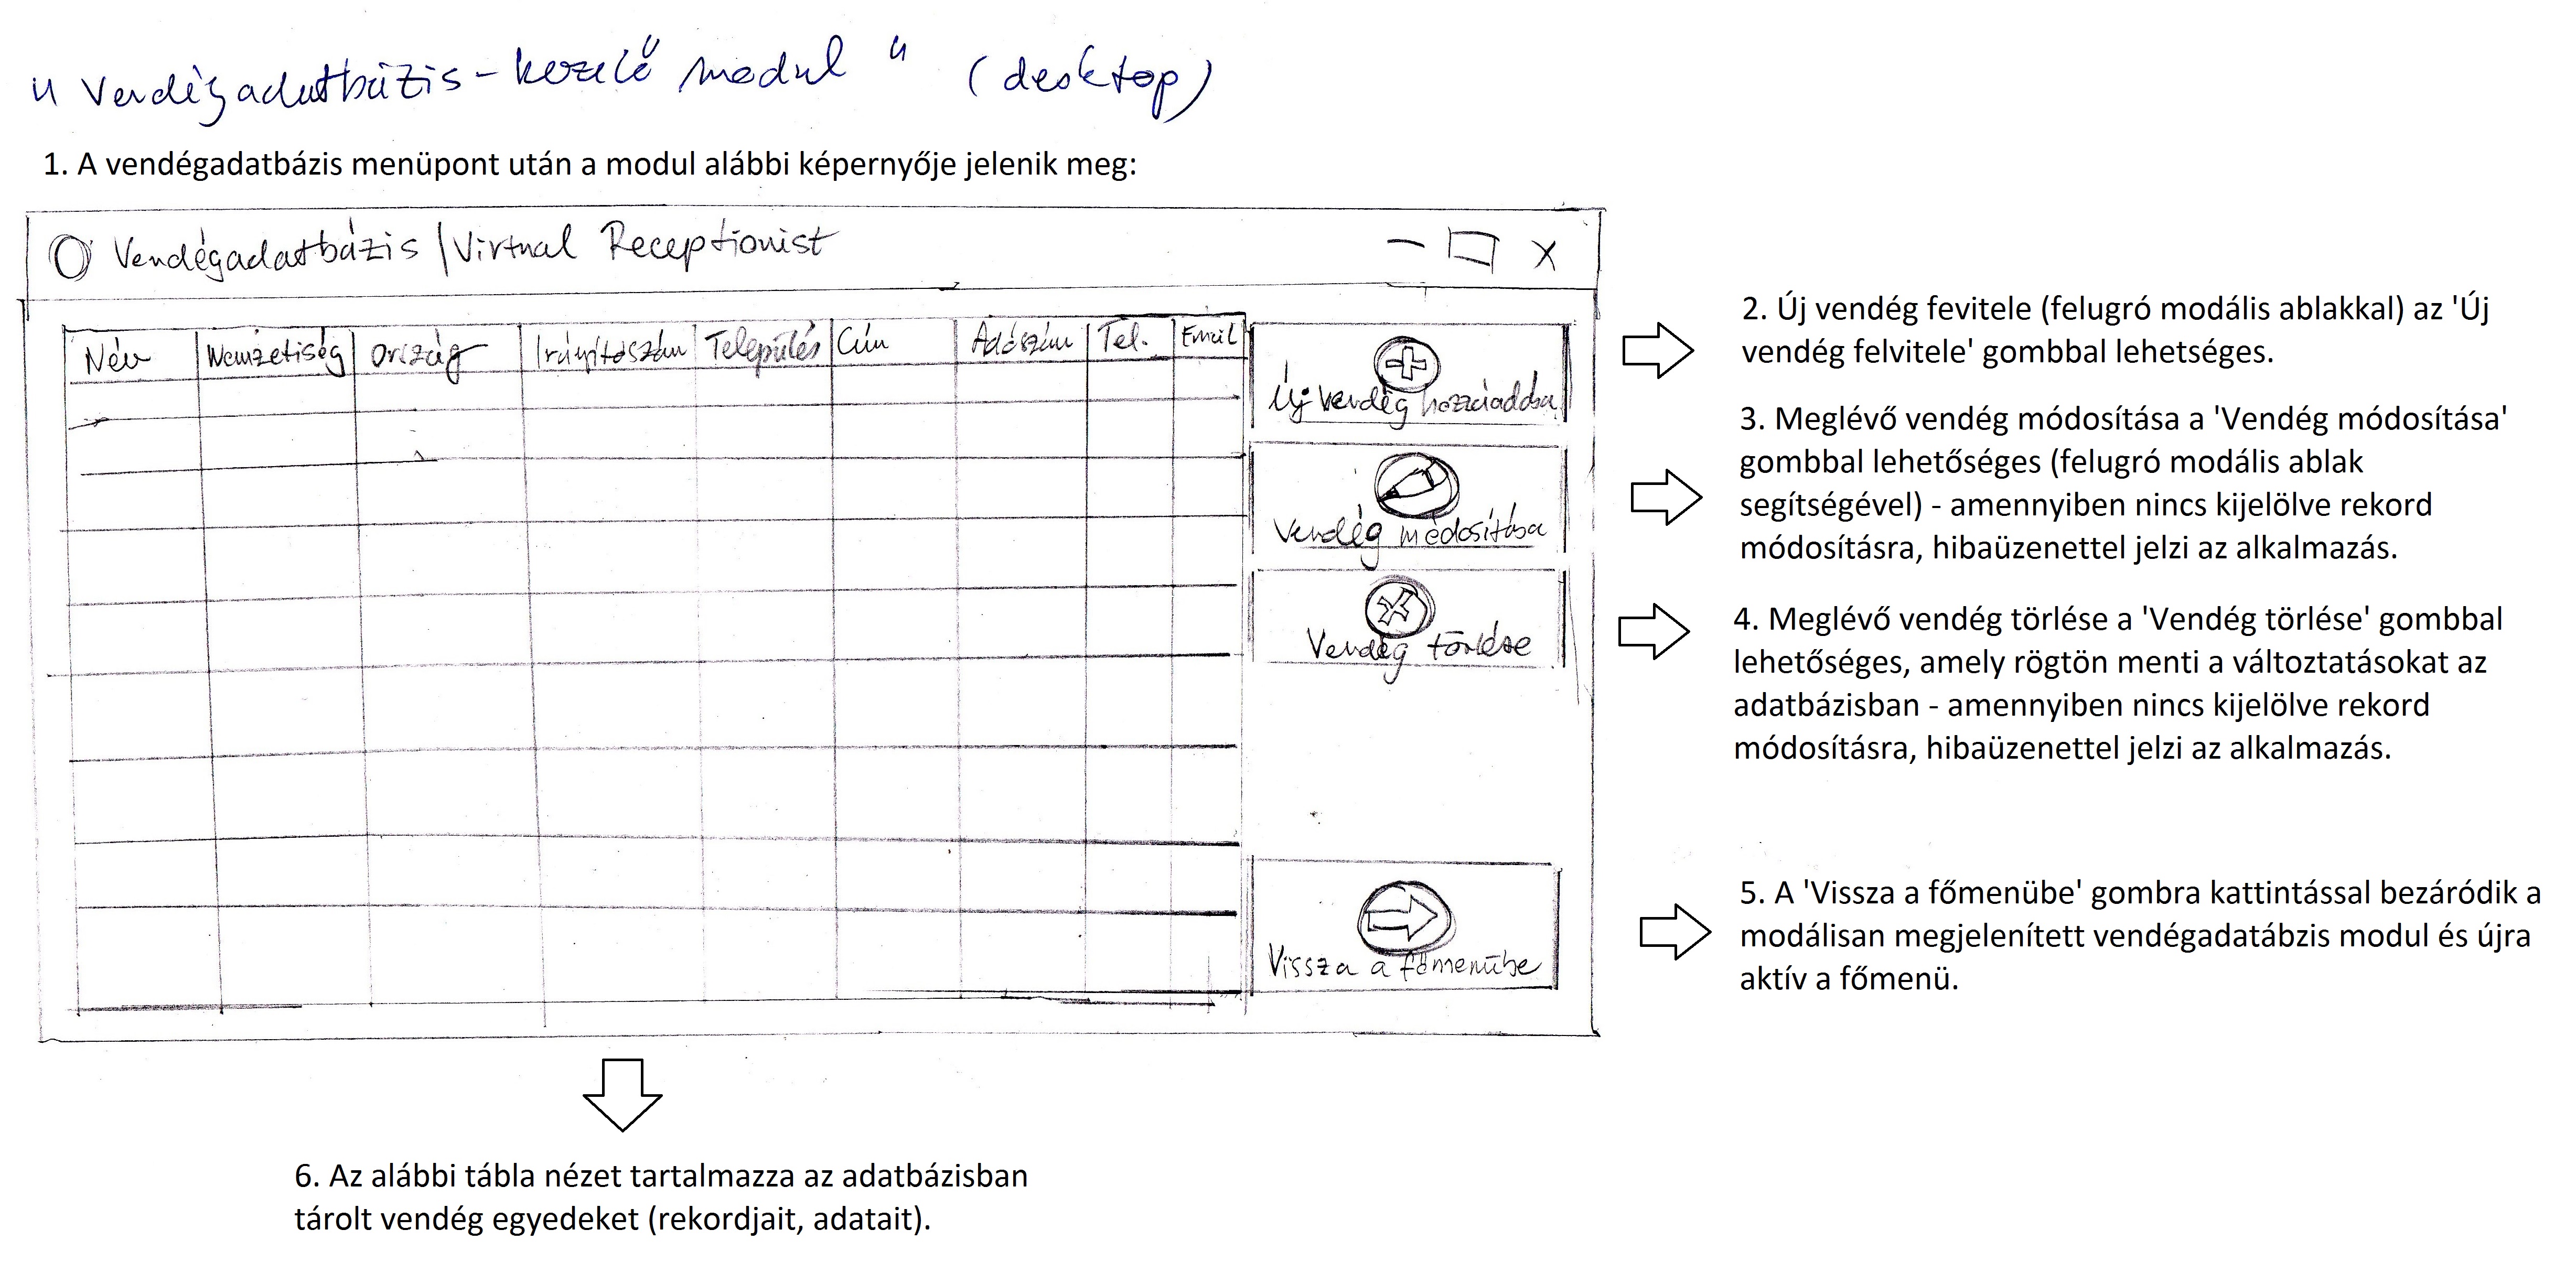 „Vendégadatbázis-kezelő modul" (desktop)
1. A vendégadatbázis menüpont után a modul alábbi képernyője jelenik meg:
Vendégadatbázis | Virtual Receptionist
Név Nemzetiség Ország Irányítószám Település Cím Adószám Tel. Email
Új vendég hozzáadása
Vendég módosítása
Vendég törlése
Vissza a főmenübe
2. Új vendég fevitele (felugró modális ablakkal) az 'Új
vendég felvitele' gombbal lehetséges.
3. Meglévő vendég módosítása a 'Vendég módosítása'
gombbal lehetőséges (felugró modális ablak
segítségével) - amennyiben nincs kijelölve rekord
módosításra, hibaüzenettel jelzi az alkalmazás.
4. Meglévő vendég törlése a 'Vendég törlése' gombbal
lehetőséges, amely rögtön menti a változtatásokat az
adatbázisban - amennyiben nincs kijelölve rekord
módosításra, hibaüzenettel jelzi az alkalmazás.
5. A 'Vissza a főmenübe' gombra kattintással bezáródik a
modálisan megjelenített vendégadatábzis modul és újra
aktív a főmenü.
6. Az alábbi tábla nézet tartalmazza az adatbázisban
tárolt vendég egyedeket (rekordjait, adatait).